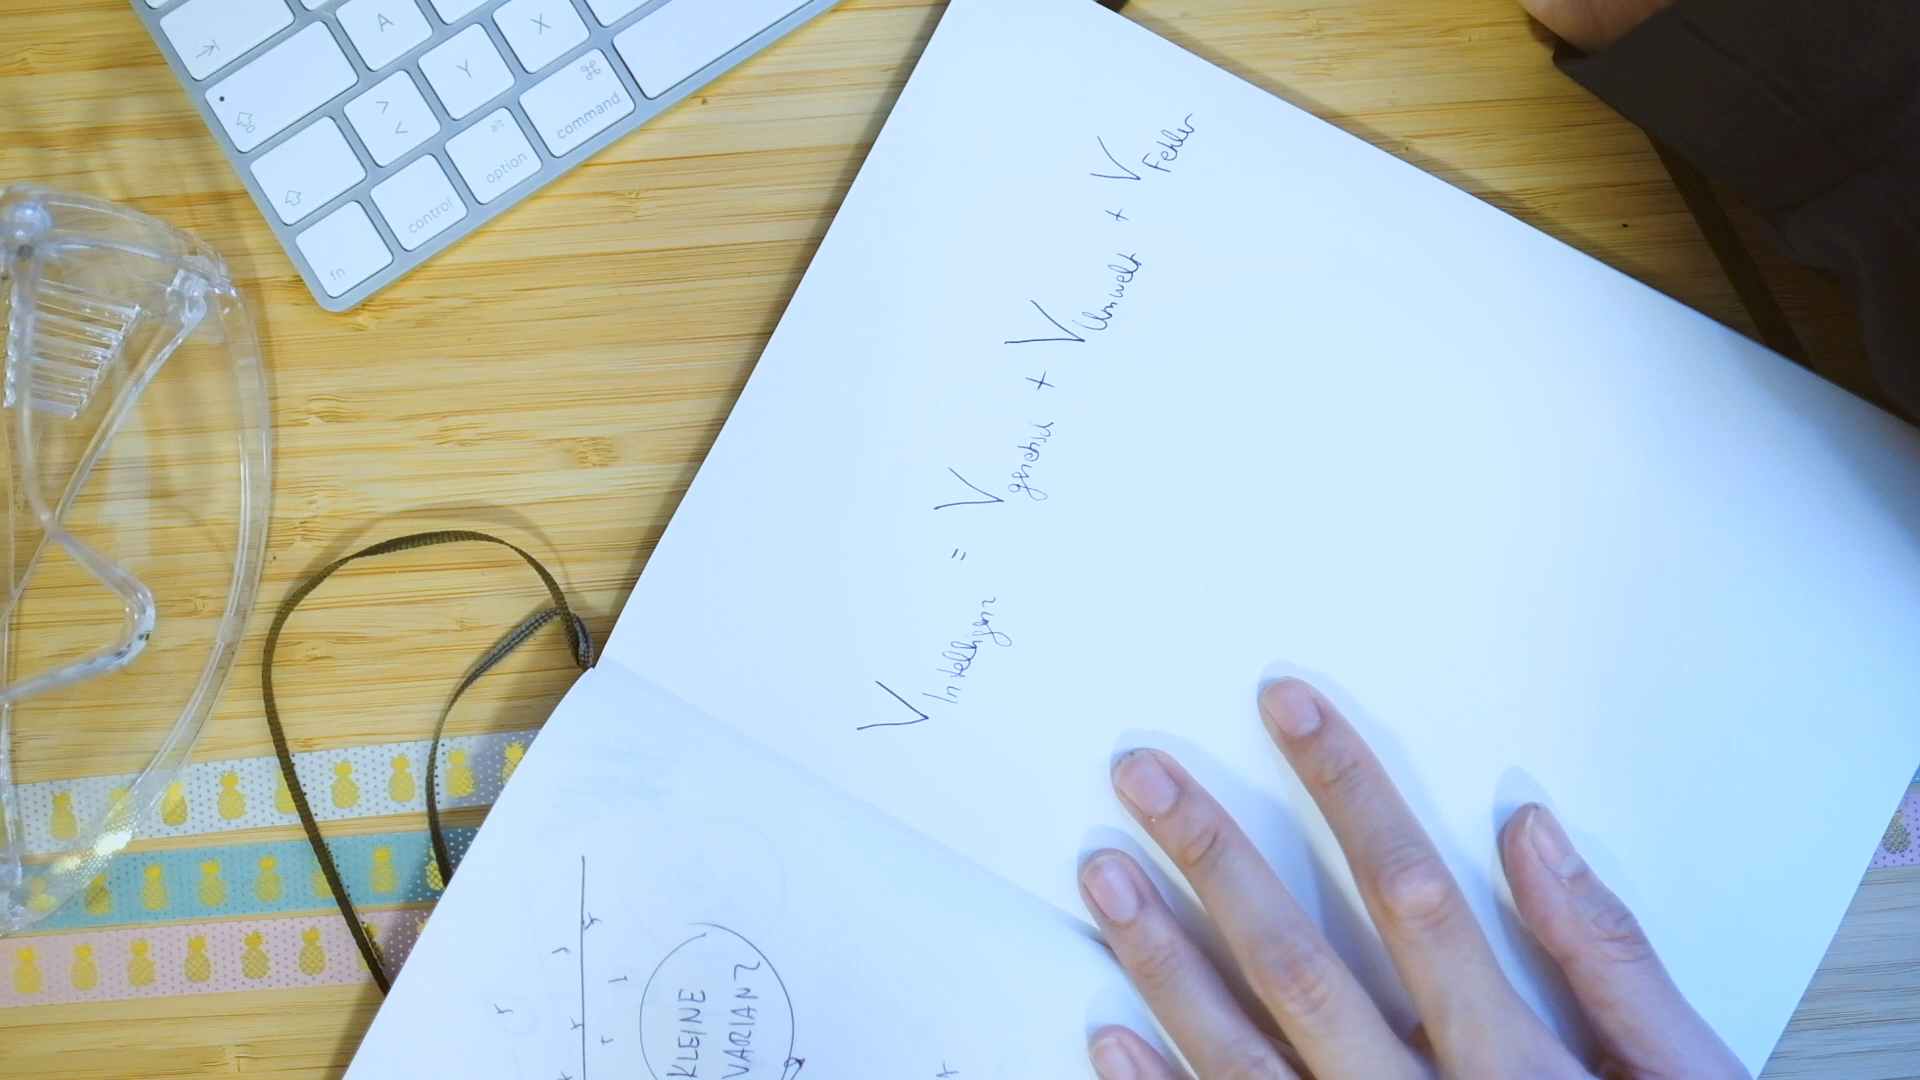 A
X
Y
>
<
⌘
alt
command
option
control
fn
V Intelligenz = V genetisch + V Umwelt + V Fehler
KLEINE
VARIANZ